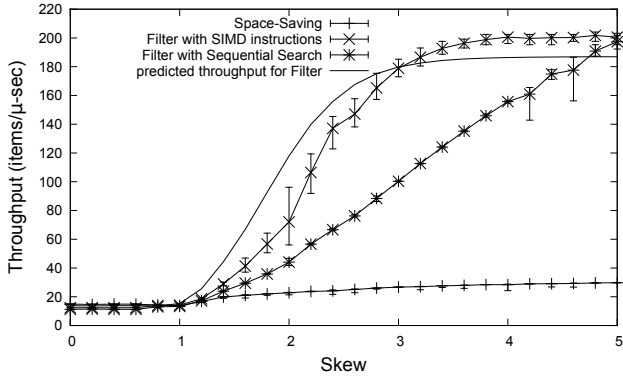 Space-Saving
Filter with SIMD instructions
Filter with Sequential Search
predicted throughput for Filter
Throughput (items/μ-sec)
220
200
180
160
140
120
100
80
60
40
20
0
0 1 2 3 4 5
Skew